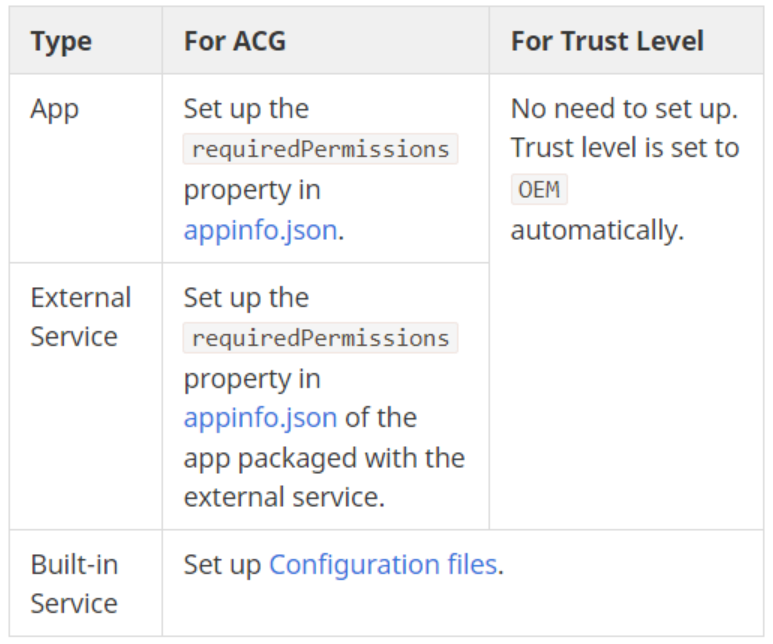 Type
For ACG
For Trust Level
App
Set up the
requiredPermissions
property in
appinfo.json.
No need to set up.
Trust level is set to
OEM
automatically.
External
Service
Set up the
requiredPermissions
property in
appinfo.json of the
app packaged with the
external service.
Built-in
Service
Set up Configuration files.